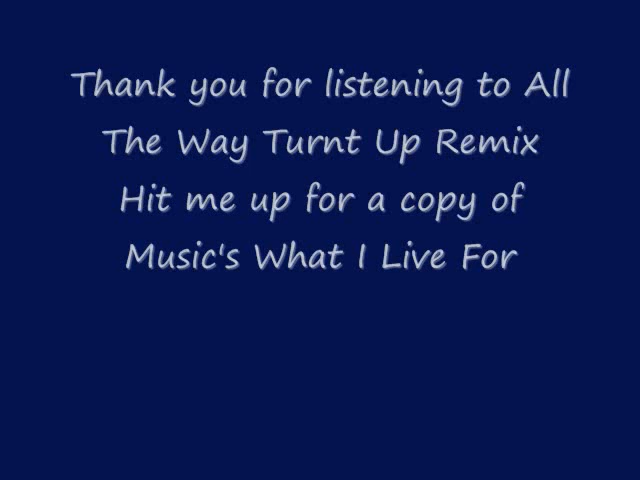 Thank you for listening to All
The Way Turnt Up Remix
Hit me up for a copy of
Music's What I Live For